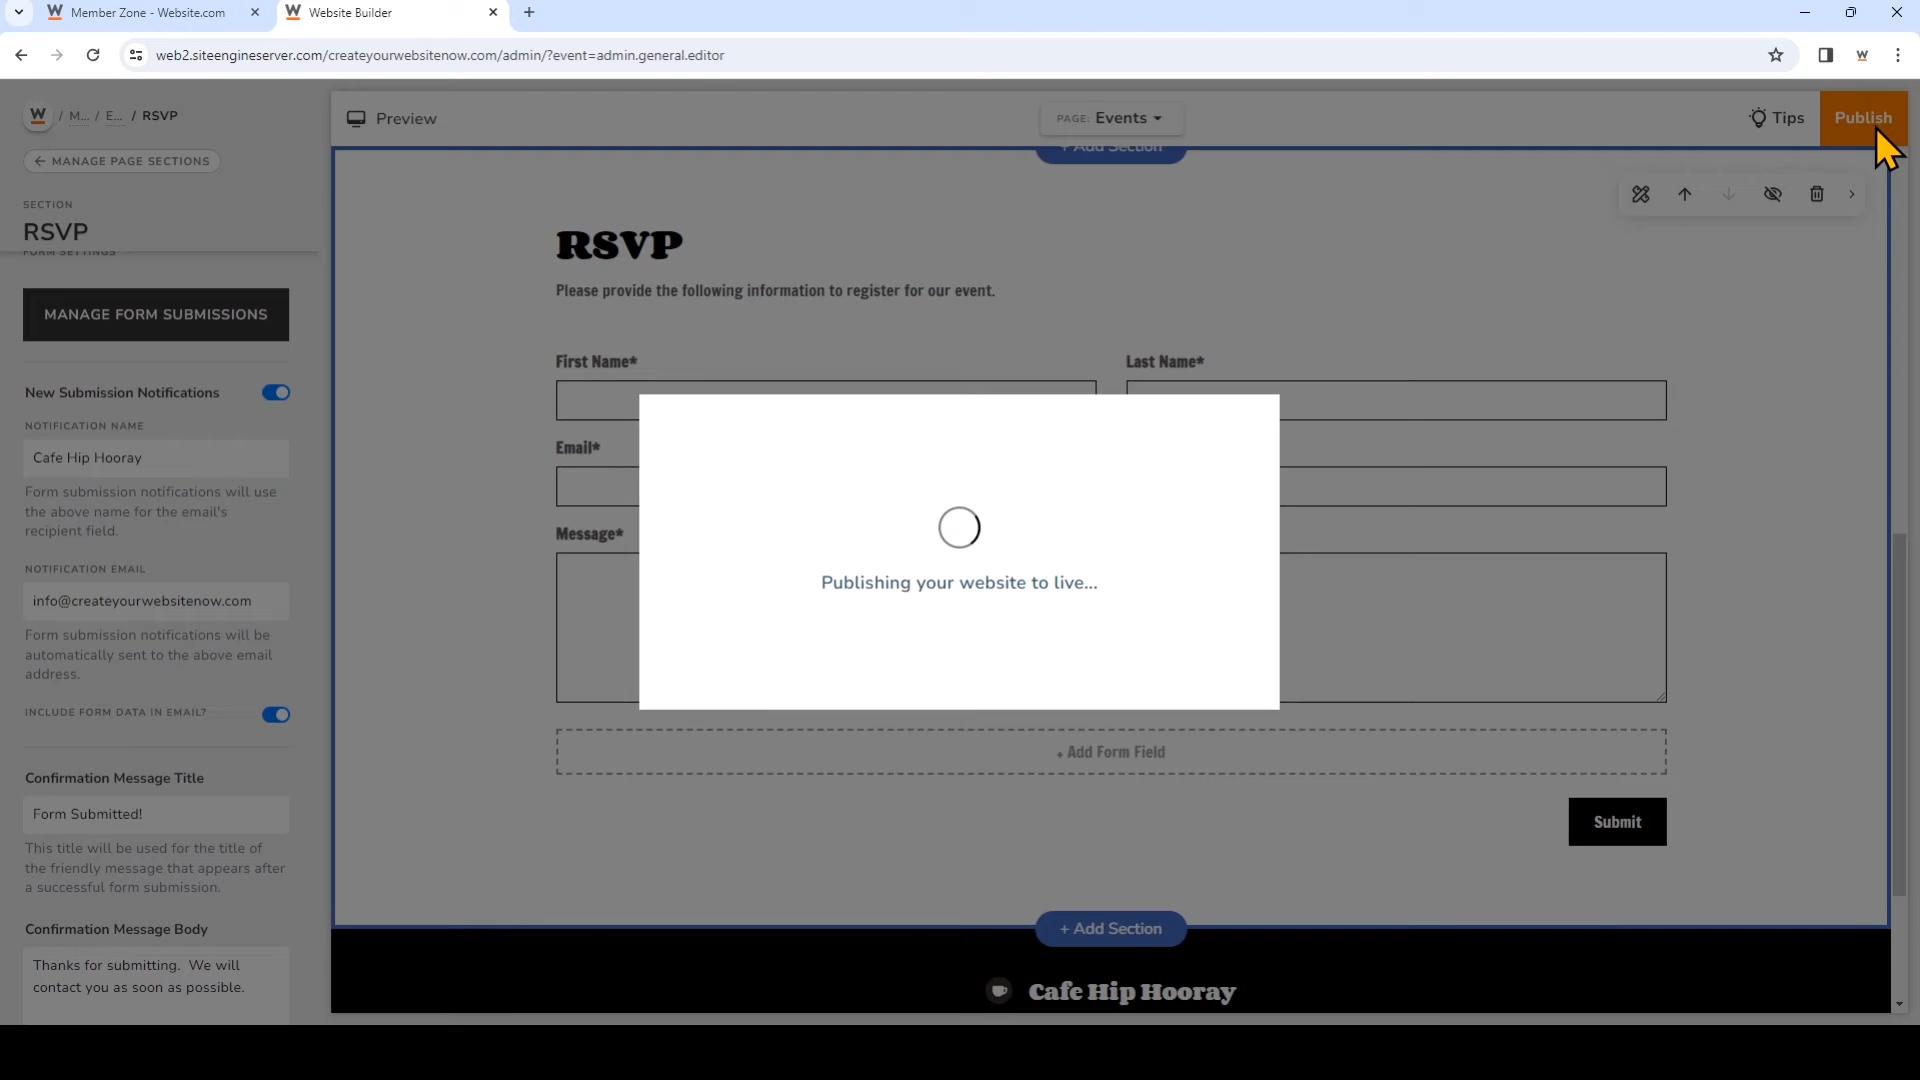 Member Zone - Website.com
Website Builder
web2.siteengineserver.com/createyourwebsitenow.com/admin/?event=admin.general.editor
W / M... / E... / RSVP
Preview
PAGE: Events
Tips
Publish
+ Add Section
MANAGE PAGE SECTIONS
SECTION
RSVP
FORM SETTINGS
MANAGE FORM SUBMISSIONS
New Submission Notifications
NOTIFICATION NAME
Cafe Hip Hooray
Form submission notifications will use
the above name for the email's
recipient field.
NOTIFICATION EMAIL
info@createyourwebsitenow.com
Form submission notifications will be
automatically sent to the above email
address.
INCLUDE FORM DATA IN EMAIL?
Confirmation Message Title
Form Submitted!
This title will be used for the title of
the friendly message that appears after
a successful form submission.
Confirmation Message Body
Thanks for submitting. We will
contact you as soon as possible.
RSVP
Please provide the following information to register for our event.
First Name*
Last Name*
Email*
Message*
Publishing your website to live...
+ Add Form Field
Submit
+ Add Section
Cafe Hip Hooray